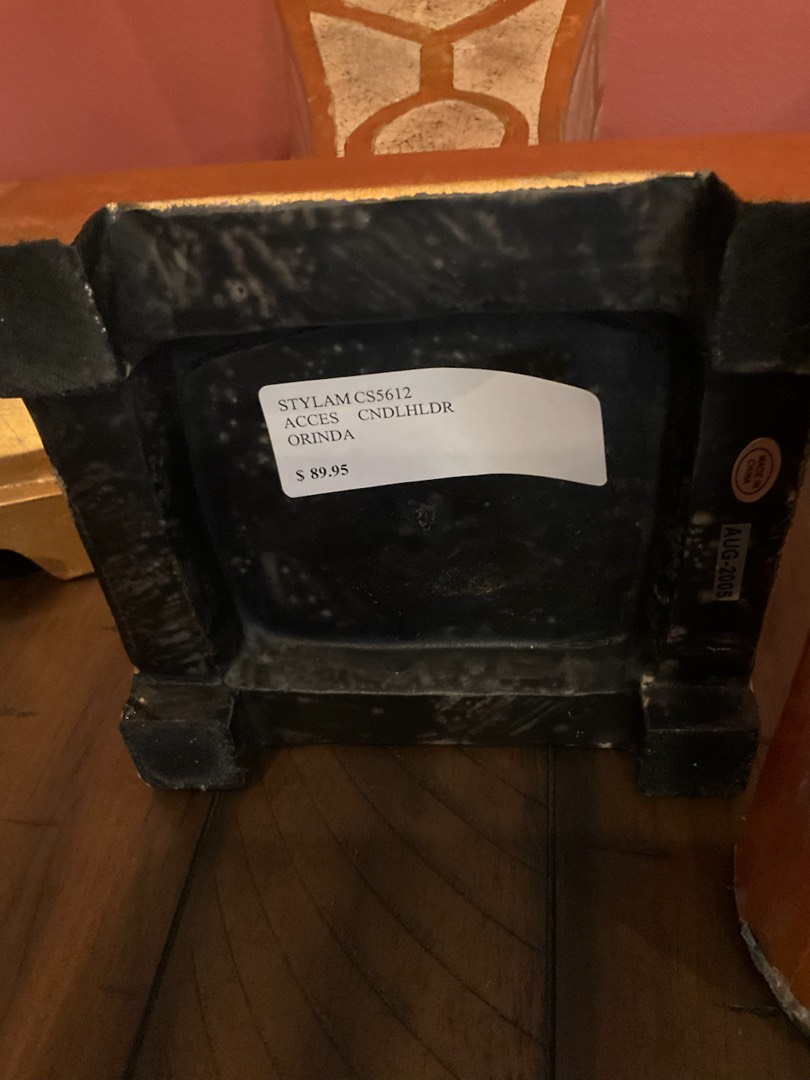 STYLAM CS5612
ACCES CNDLHLDR
ORINDA
$ 89.95
MADE IN
CHINA
AUG-2005